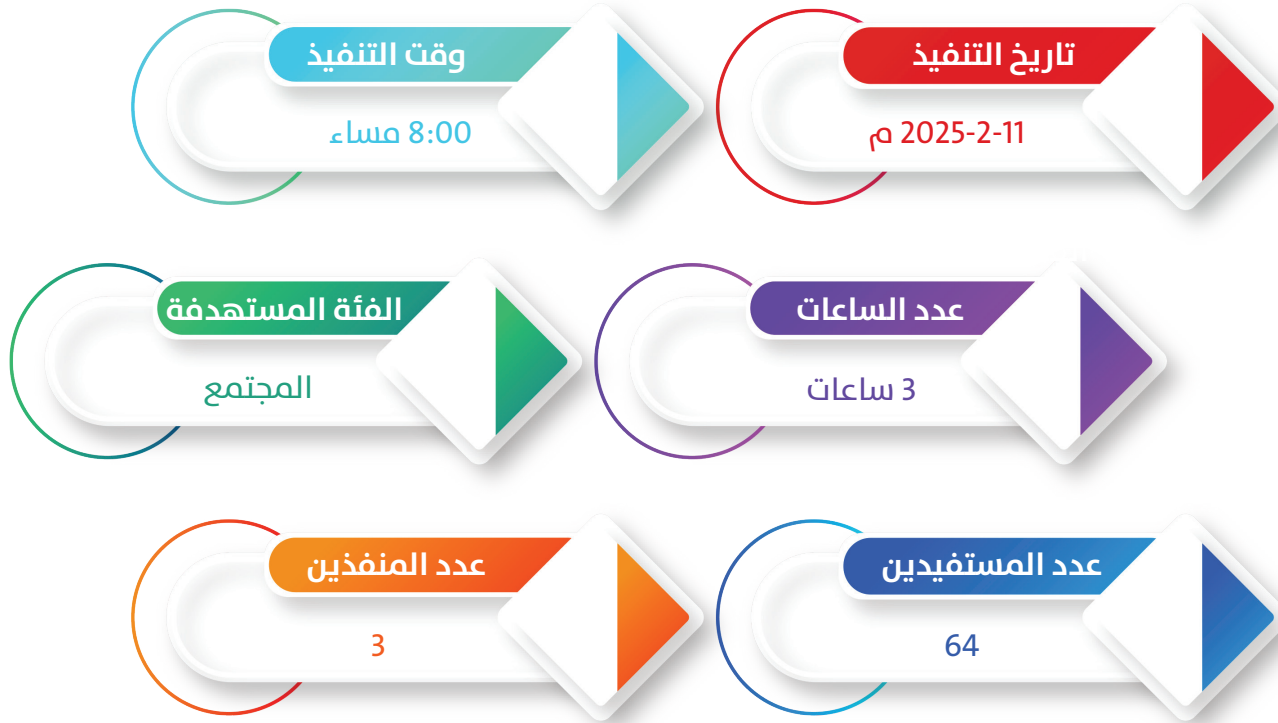 تاريخ التنفيذ
11-2-2025 م
وقت التنفيذ
8:00 مساء
عدد الساعات
3 ساعات
الفئة المستهدفة
المجتمع
عدد المستفيدين
64
عدد المنفذين
3